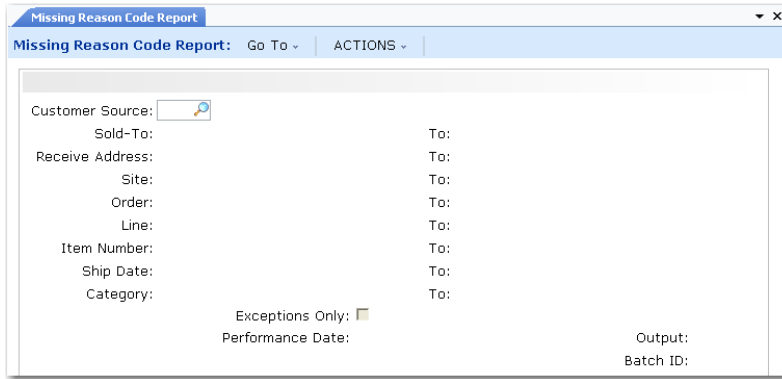 Missing Reason Code Report
Missing Reason Code Report: Go To ACTIONS
Customer Source:
Sold-To: To:
Receive Address: To:
Site: To:
Order: To:
Line: To:
Item Number: To:
Ship Date: To:
Category: To:
Exceptions Only:
Performance Date: Output:
Batch ID: